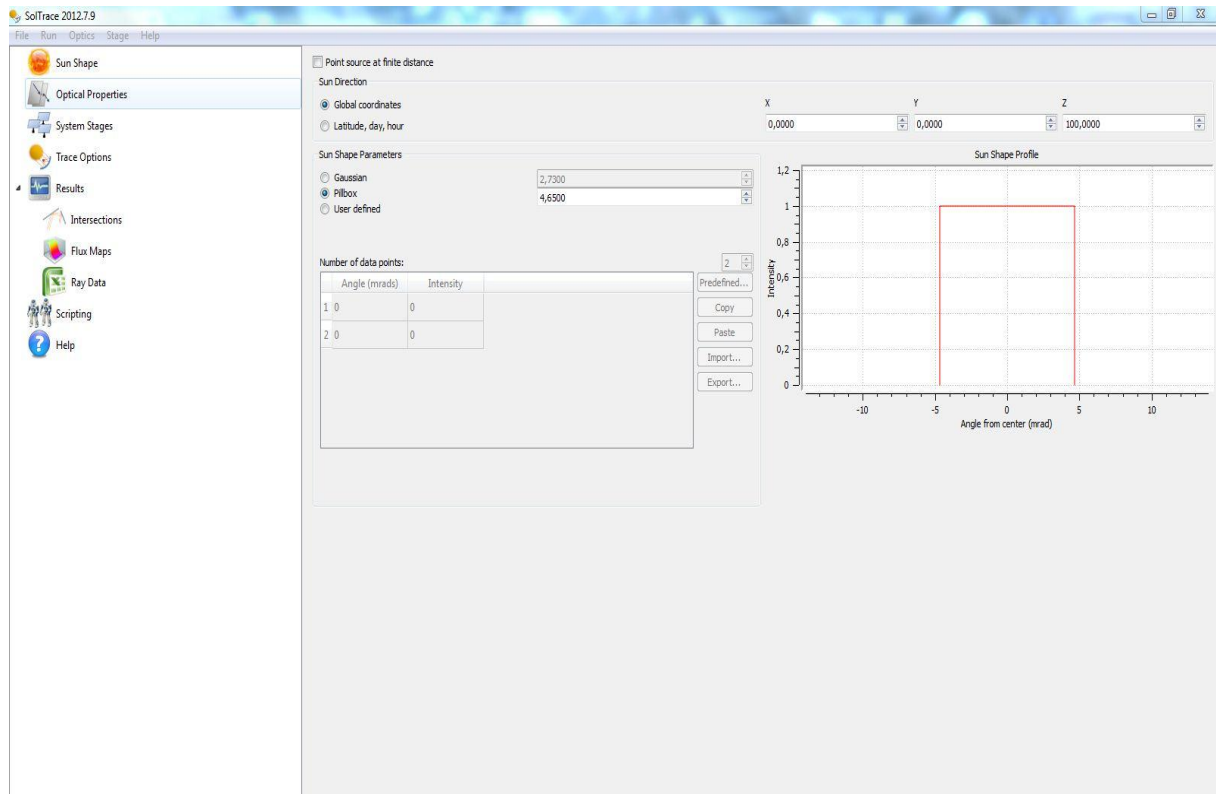 SolTrace 2012.7.9
File Run Optics Stage Help
Sun Shape
Optical Properties
System Stages
Trace Options
Results
Intersections
Flux Maps
Ray Data
Scripting
Help
Point source at finite distance
Sun Direction
Global coordinates
Latitude, day, hour
X Y Z
0,0000 0,0000 100,0000
Sun Shape Parameters
Gaussian 2,7300
Pillbox 4,6500
User defined
Number of data points: 2
Angle (mrads) Intensity
1 0 0
2 0 0
Predefined...
Copy
Paste
Import...
Export...
Sun Shape Profile
1,2
1
0,8
0,6
0,4
0,2
0
Intensity
-10 -5 0 5 10
Angle from center (mrad)